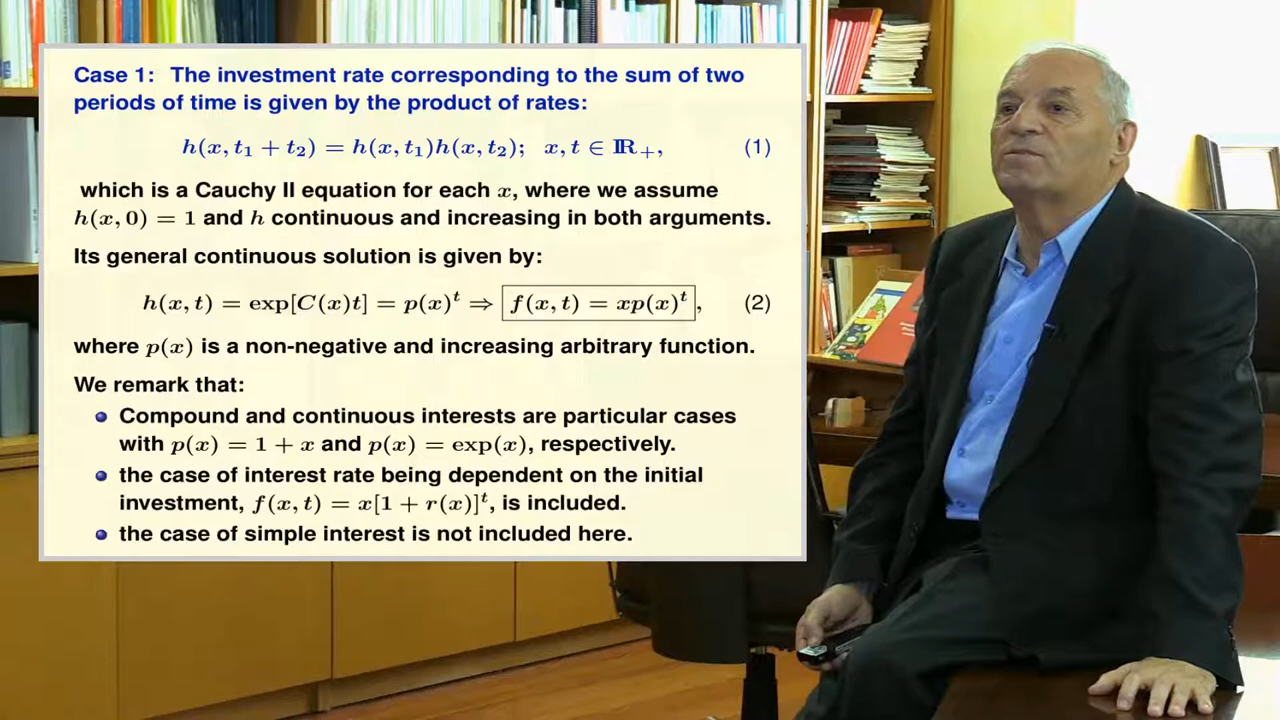 Case 1: The investment rate corresponding to the sum of two
periods of time is given by the product of rates:
h(x, t₁ + t₂) = h(x, t₁)h(x, t₂); x, t ∈ ℝ₊, (1)
which is a Cauchy II equation for each x, where we assume
h(x, 0) = 1 and h continuous and increasing in both arguments.
Its general continuous solution is given by:
h(x, t) = exp[C(x)t] = p(x)ᵗ ⇒ f(x, t) = xp(x)ᵗ, (2)
where p(x) is a non-negative and increasing arbitrary function.
We remark that:
Compound and continuous interests are particular cases
with p(x) = 1 + x and p(x) = exp(x), respectively.
the case of interest rate being dependent on the initial
investment, f(x, t) = x[1 + r(x)]ᵗ, is included.
the case of simple interest is not included here.